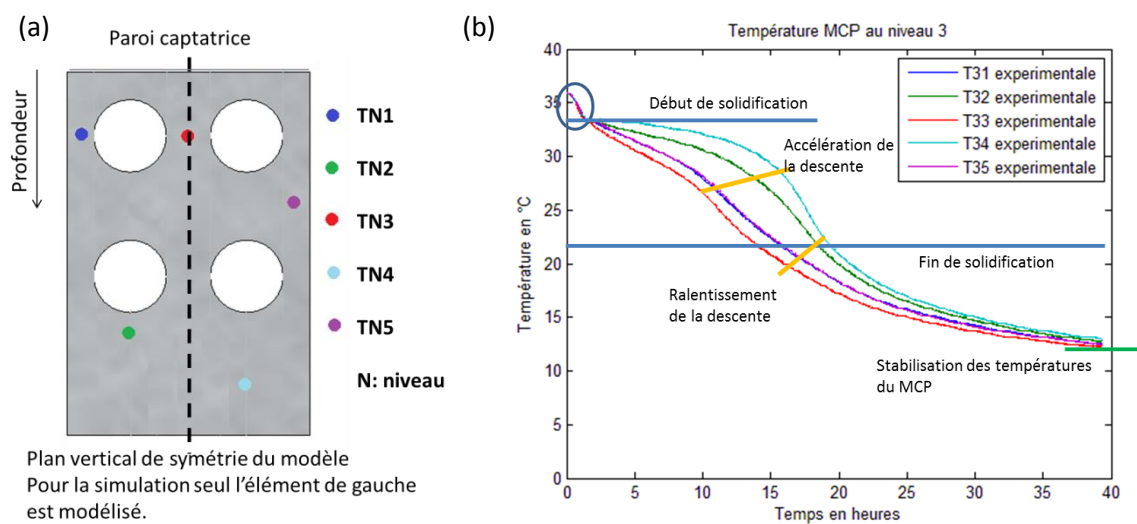 (a)
Paroi captatrice
Profondeur
TN1
TN2
TN3
TN4
TN5
N: niveau
Plan vertical de symétrie du modèle
Pour la simulation seul l'élément de gauche
est modélisé.
(b)
Température MCP au niveau 3
Température en °C
40
35
30
25
20
15
10
5
0
0 5 10 15 20 25 30 35 40
Temps en heures
T31 experimentale
T32 experimentale
T33 experimentale
T34 experimentale
T35 experimentale
Début de solidification
Accélération de
la descente
Fin de solidification
Ralentissement
de la descente
Stabilisation des températures
du MCP